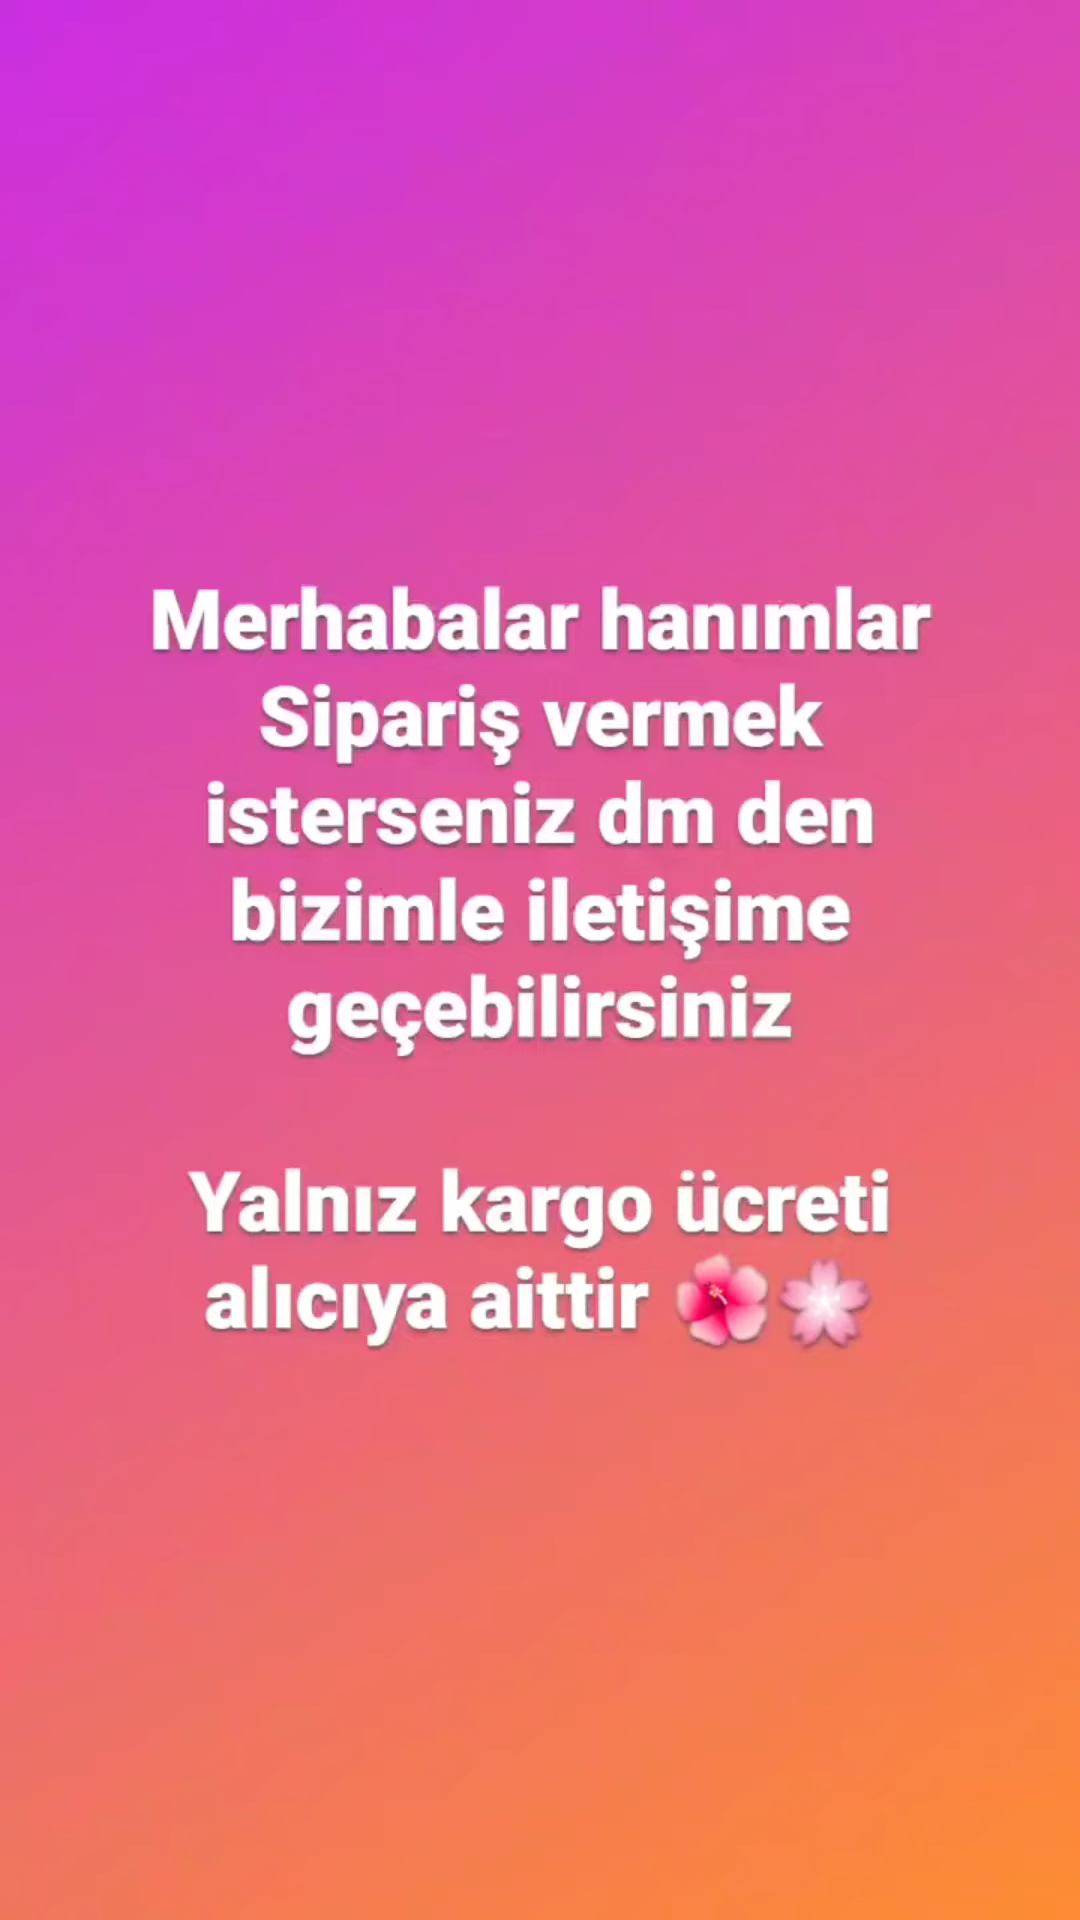 Merhabalar hanımlar
Sipariş vermek
isterseniz dm den
bizimle iletişime
geçebilirsiniz
Yalnız kargo ücreti
alıcıya aittir 🌺🌸